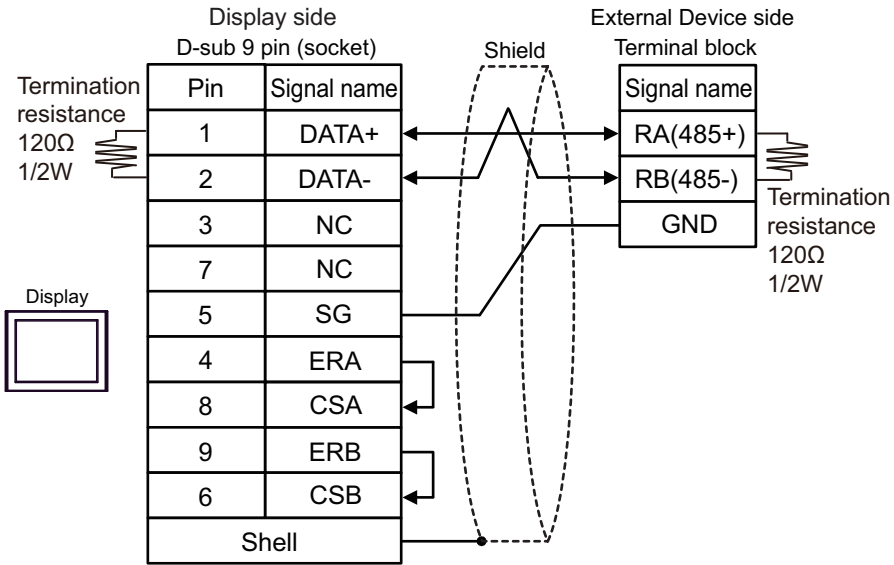 Display side
D-sub 9 pin (socket)
Shield
External Device side
Terminal block
Termination
resistance
120Ω
1/2W
Pin Signal name
1 DATA+
2 DATA-
3 NC
7 NC
5 SG
4 ERA
8 CSA
9 ERB
6 CSB
Shell
Display
Signal name
RA(485+)
RB(485-)
GND
Termination
resistance
120Ω
1/2W